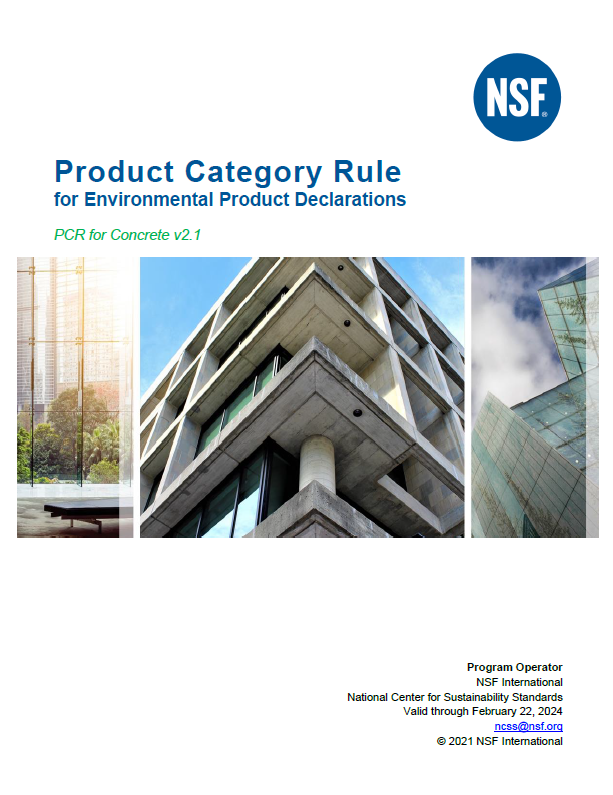 NSF®
Product Category Rule
for Environmental Product Declarations
PCR for Concrete v2.1
Program Operator
NSF International
National Center for Sustainability Standards
Valid through February 22, 2024
ncss@nsf.org
© 2021 NSF International